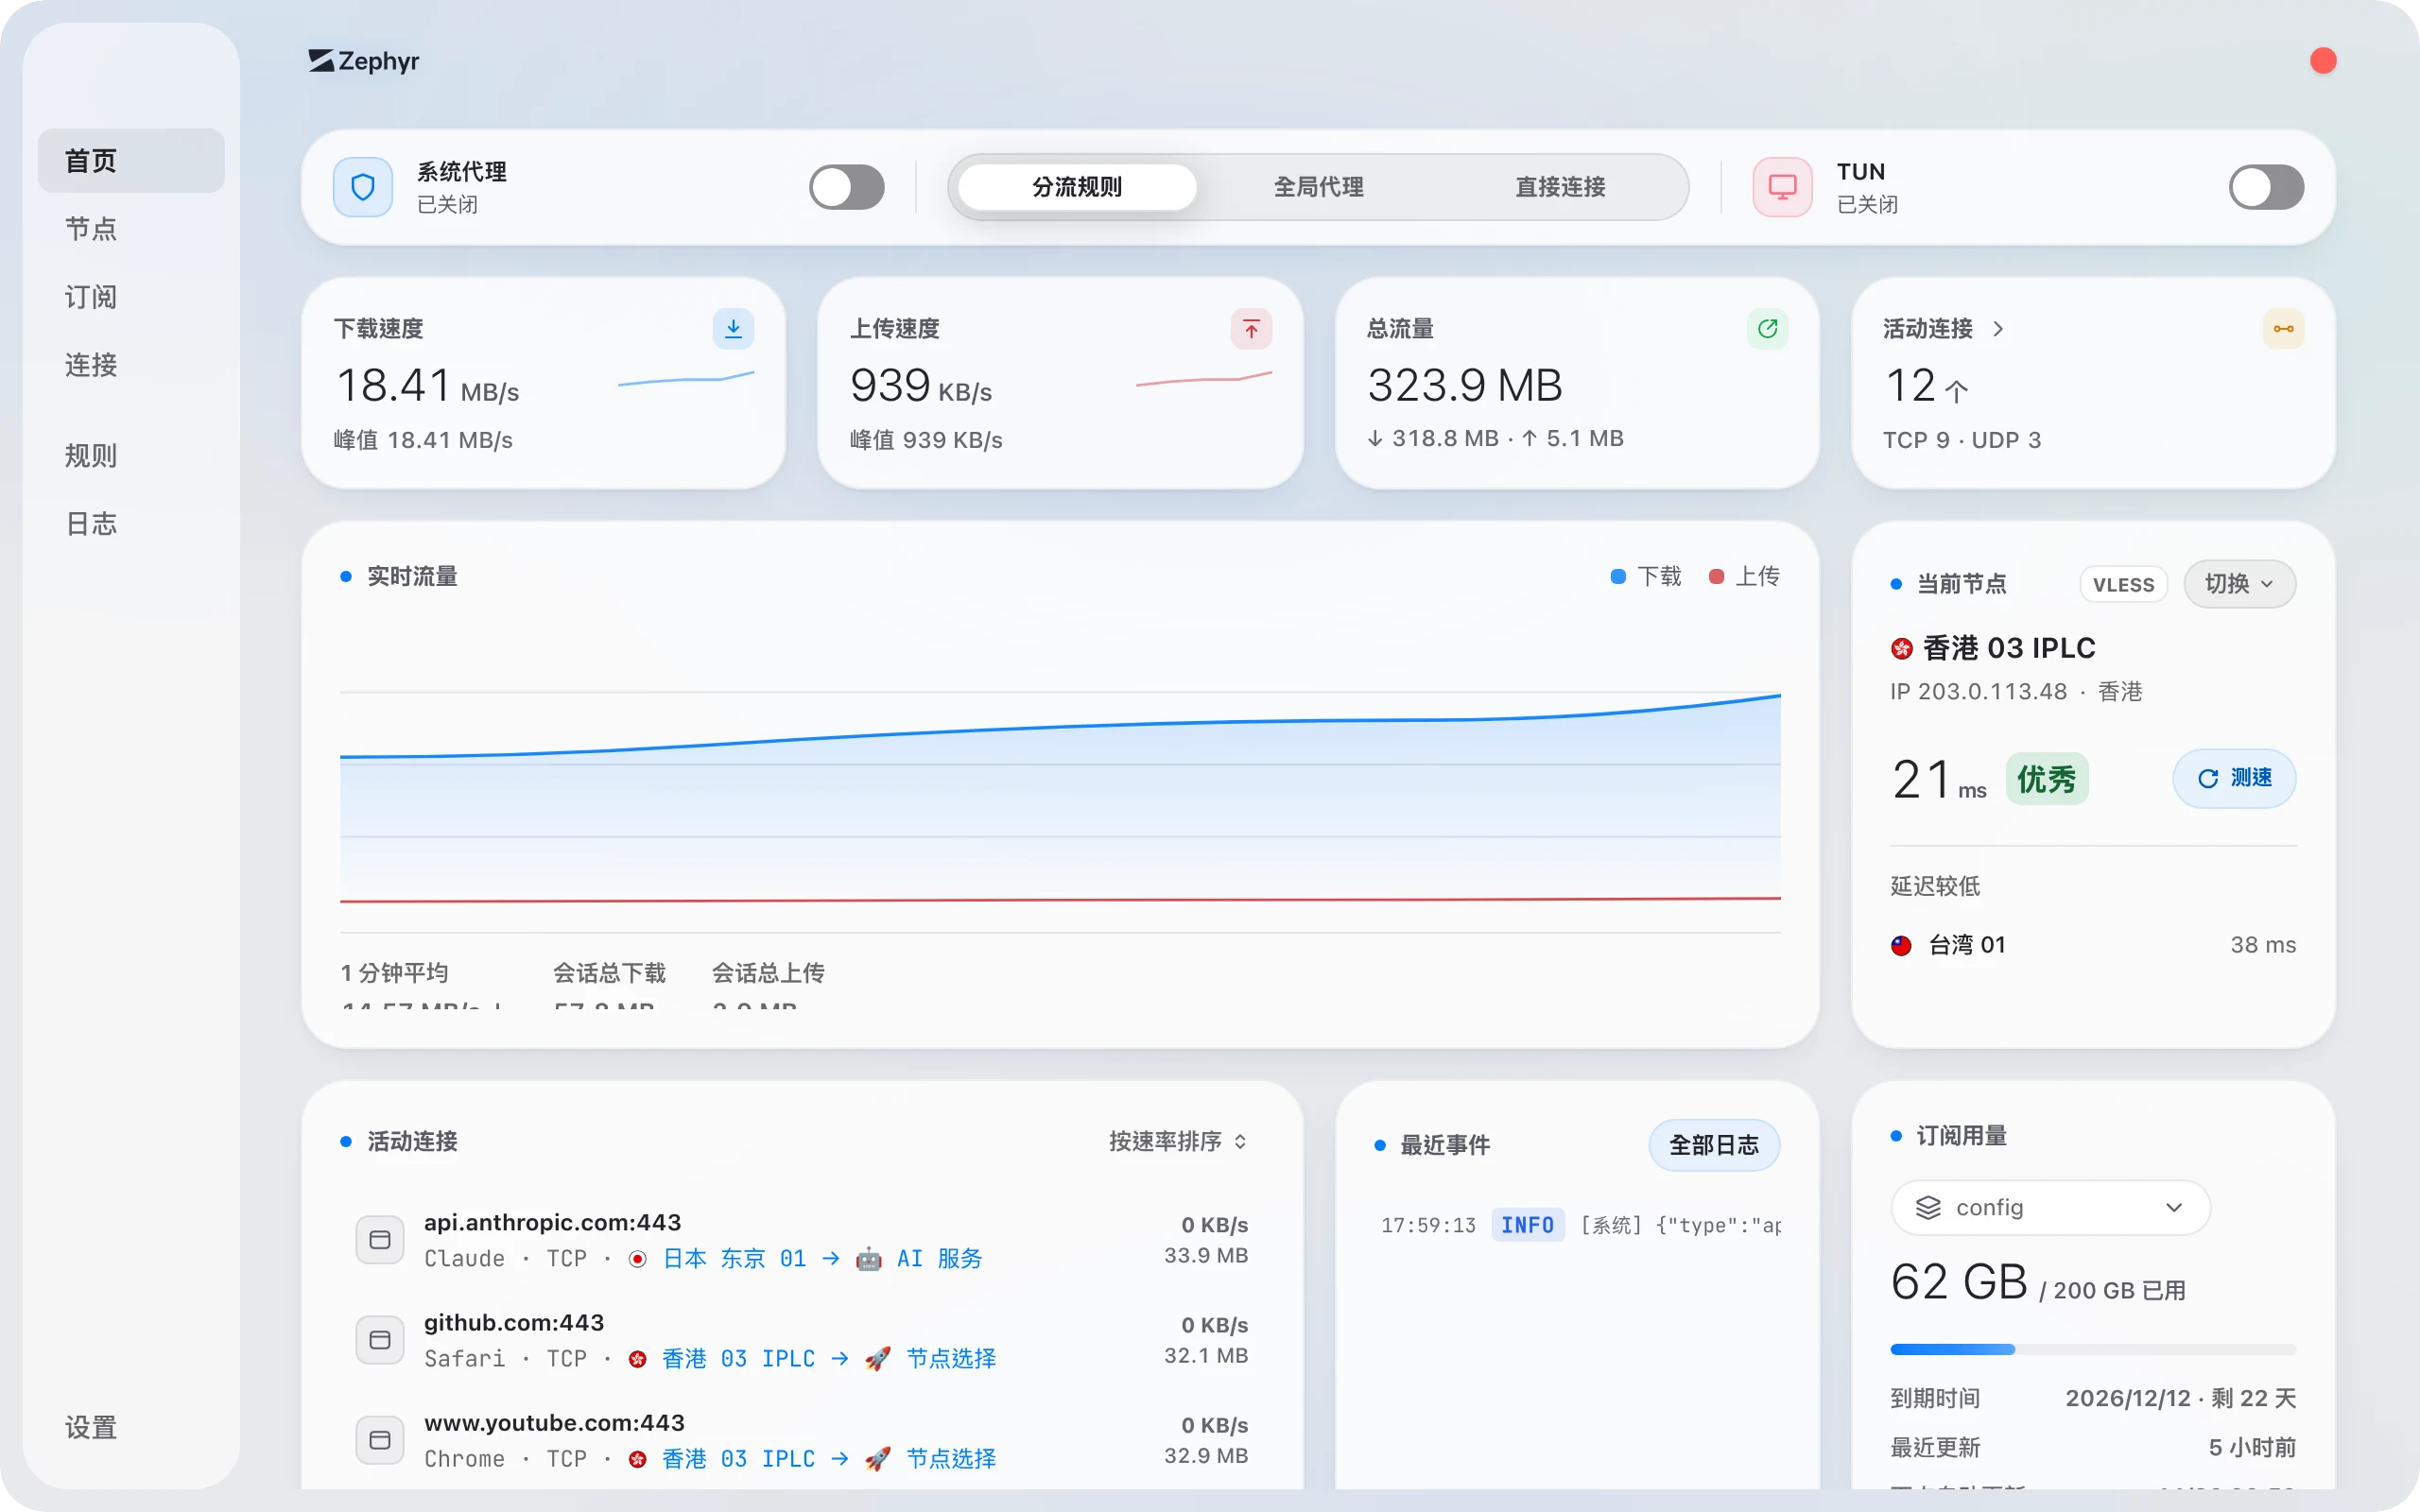 Zephyr
首页
节点
订阅
连接
规则
日志
设置
系统代理
已关闭
分流规则
全局代理
直接连接
TUN
已关闭
下载速度
18.41 MB/s
峰值 18.41 MB/s
上传速度
939 KB/s
峰值 939 KB/s
总流量
323.9 MB
↓ 318.8 MB · ↑ 5.1 MB
活动连接
12 个
TCP 9 · UDP 3
实时流量
下载
上传
1 分钟平均
会话总下载
会话总上传
当前节点
VLESS
切换
香港 03 IPLC
IP 203.0.113.48 · 香港
21 ms
优秀
测速
延迟较低
台湾 01
38 ms
活动连接
按速率排序
api.anthropic.com:443
0 KB/s
Claude · TCP · 日本 东京 01 → 🤖 AI 服务
33.9 MB
github.com:443
0 KB/s
Safari · TCP · 香港 03 IPLC → 🚀 节点选择
32.1 MB
www.youtube.com:443
0 KB/s
Chrome · TCP · 香港 03 IPLC → 🚀 节点选择
32.9 MB
最近事件
全部日志
17:59:13 INFO [系统] {"type":"ap
订阅用量
config
62 GB / 200 GB 已用
到期时间
2026/12/12 · 剩 22 天
最近更新
5 小时前